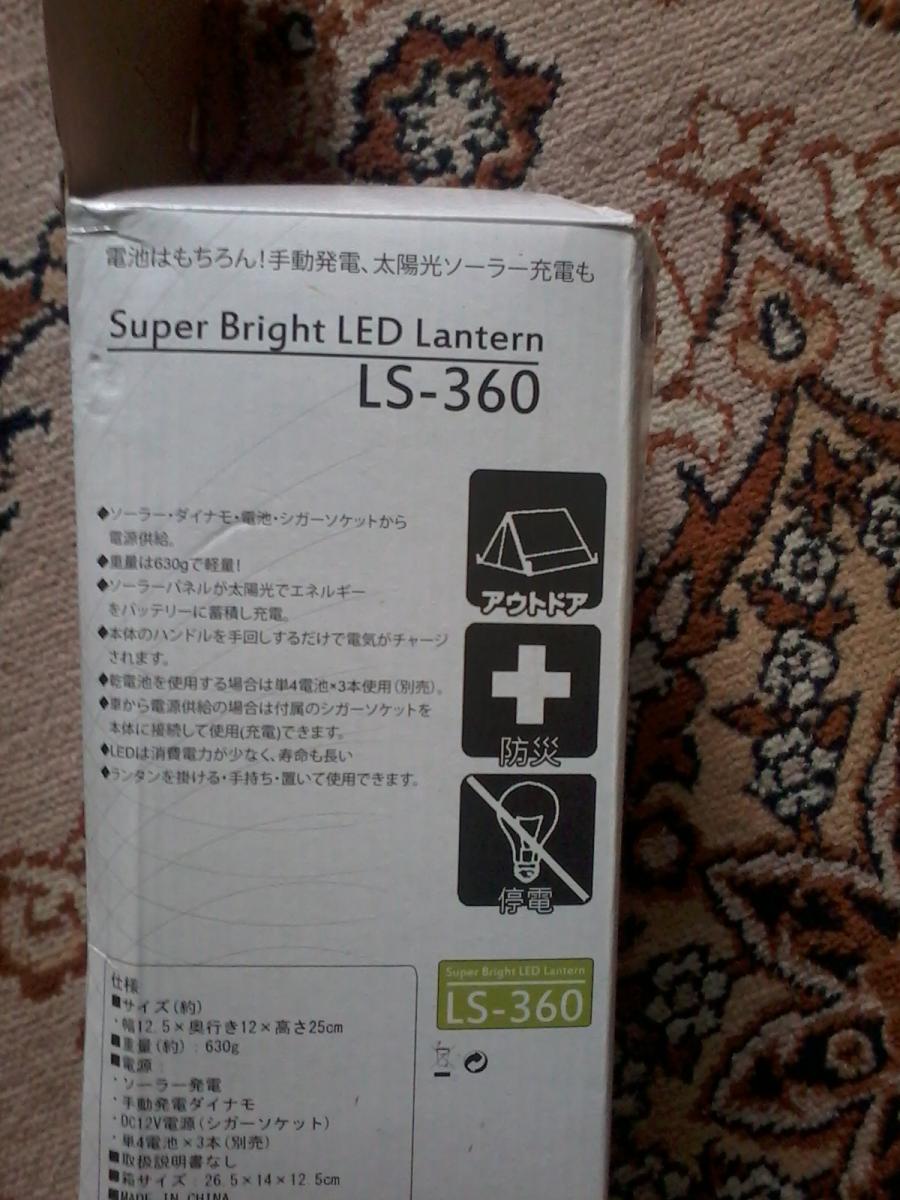 電池はもちろん!手動発電、太陽光ソーラー充電も
Super Bright LED Lantern
LS-360
◆ソーラー・ダイナモ・電池・シガーソケットから
電源供給。
◆重量は630gで軽量!
◆ソーラーパネルが太陽光でエネルギー
をバッテリーに蓄積し充電。
◆本体のハンドルを手回しするだけで電気がチャージ
されます。
◆乾電池を使用する場合は単4電池×3本使用(別売)。
◆車から電源供給の場合は付属のシガーソケットを
本体に接続して使用(充電)できます。
◆LEDは消費電力が少なく、寿命も長い
◆ランタンを掛ける・手持ち・置いて使用できます。
アウトドア
防災
停電
仕様
■サイズ(約)
・幅12.5×奥行き12×高さ25cm
■重量(約):630g
■電源:
・ソーラー発電
・手動発電ダイナモ
・DC12V電源(シガーソケット)
・単4電池×3本(別売)
■取扱説明書なし
■箱サイズ:26.5×14×12.5cm
■MADE IN CHINA
Super Bright LED Lantern
LS-360